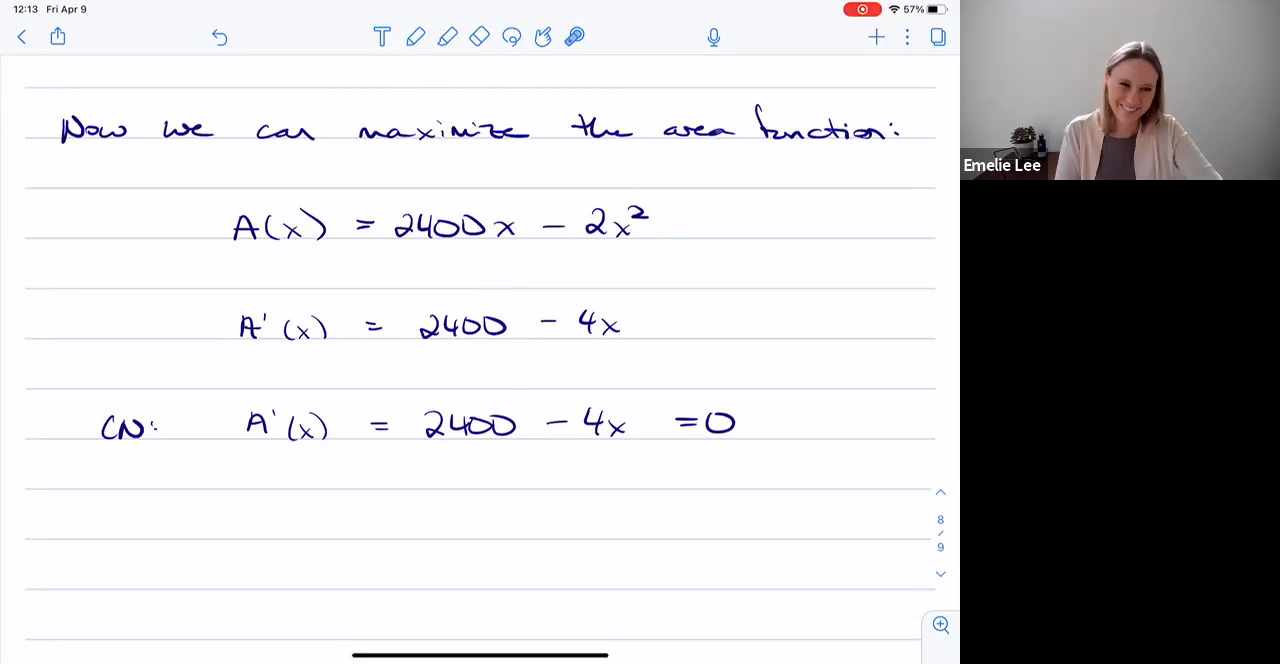 12:13 Fri Apr 9
57%
T
Now we can maximize the area function:
A(x) = 2400x - 2x²
A'(x) = 2400 - 4x
CN: A'(x) = 2400 - 4x = 0
8
/
9
Emelie Lee